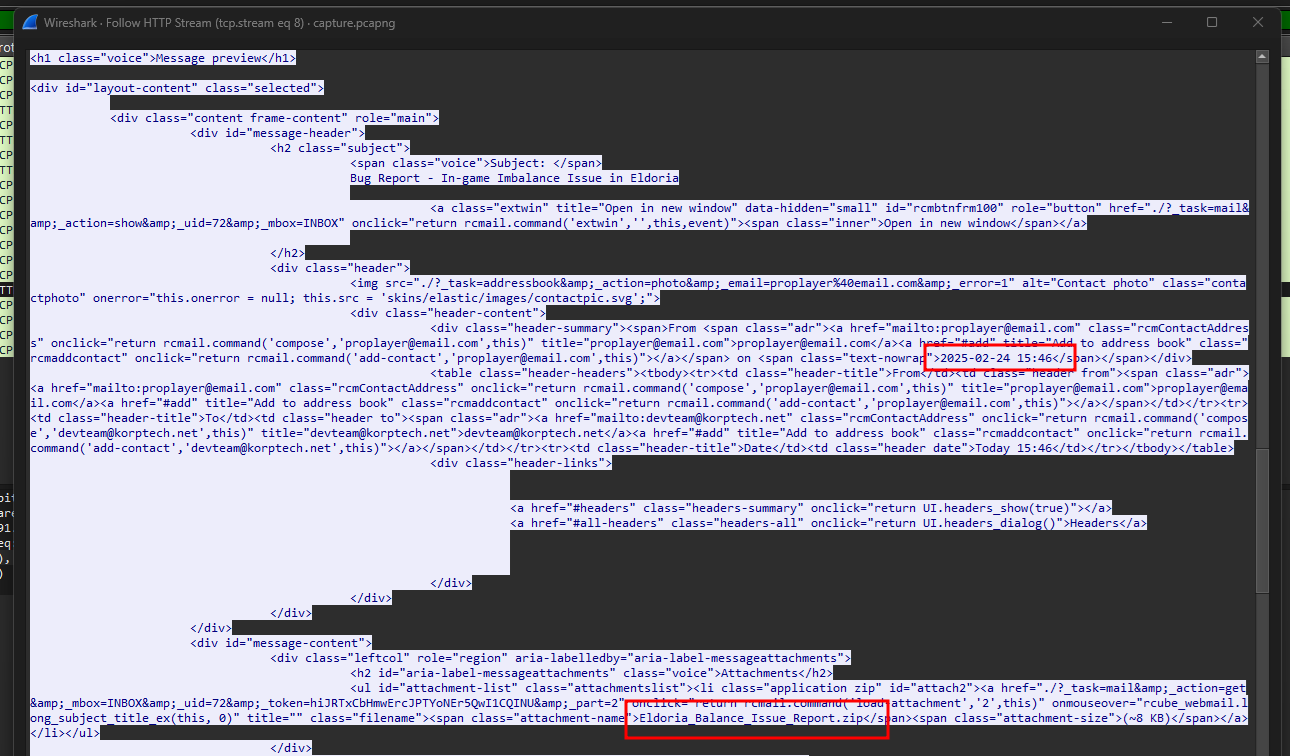 Wireshark · Follow HTTP Stream (tcp.stream eq 8) · capture.pcapng
<h1 class="voice">Message preview</h1>
<div id="layout-content" class="selected">
<div class="content frame-content" role="main">
<div id="message-header">
<h2 class="subject">
<span class="voice">Subject: </span>
Bug Report - In-game Imbalance Issue in Eldoria
<a class="extwin" title="Open in new window" data-hidden="small" id="rcmbtnfrm100" role="button" href="./?_task=mail&
amp;_action=show&amp;_uid=72&amp;_mbox=INBOX" onclick="return rcmail.command('extwin','',this,event)"><span class="inner">Open in new window</span></a>
</h2>
<div class="header">
<img src="./?_task=addressbook&amp;_action=photo&amp;_email=proplayer%40email.com&amp;_error=1" alt="Contact photo" class="conta
ctphoto" onerror="this.onerror = null; this.src = 'skins/elastic/images/contactpic.svg';">
<div class="header-content">
<div class="header-summary"><span>From <span class="adr"><a href="mailto:proplayer@email.com" class="rcmContactAddres
s" onclick="return rcmail.command('compose','proplayer@email.com',this)" title="proplayer@email.com">proplayer@email.com</a><a href="#add" title="Add to address book" class="
rcmaddcontact" onclick="return rcmail.command('add-contact','proplayer@email.com',this)"></a></span> on <span class="text-nowrap">2025-02-24 15:46</span></span></div>
<table class="header-headers"><tbody><tr><td class="header-title">From</td><td class="header from"><span class="adr">
<a href="mailto:proplayer@email.com" class="rcmContactAddress" onclick="return rcmail.command('compose','proplayer@email.com',this)" title="proplayer@email.com">proplayer@ema
il.com</a><a href="#add" title="Add to address book" class="rcmaddcontact" onclick="return rcmail.command('add-contact','proplayer@email.com',this)"></a></span></td></tr><tr>
<td class="header-title">To</td><td class="header to"><span class="adr"><a href="mailto:devteam@korptech.net" class="rcmContactAddress" onclick="return rcmail.command('compos
e','devteam@korptech.net',this)" title="devteam@korptech.net">devteam@korptech.net</a><a href="#add" title="Add to address book" class="rcmaddcontact" onclick="return rcmail.
command('add-contact','devteam@korptech.net',this)"></a></span></td></tr><tr><td class="header-title">Date</td><td class="header date">Today 15:46</td></tr></tbody></table>
<div class="header-links">
<a href="#headers" class="headers-summary" onclick="return UI.headers_show(true)"></a>
<a href="#all-headers" class="headers-all" onclick="return UI.headers_dialog()">Headers</a>
</div>
</div>
</div>
</div>
<div id="message-content">
<div class="leftcol" role="region" aria-labelledby="aria-label-messageattachments">
<h2 id="aria-label-messageattachments" class="voice">Attachments</h2>
<ul id="attachment-list" class="attachmentslist"><li class="application zip" id="attach2"><a href="./?_task=mail&amp;_action=get
&amp;_mbox=INBOX&amp;_uid=72&amp;_token=hiJRTxCbHmwErcJPTYoNEr5QwI1CQINU&amp;_part=2" onclick="return rcmail.command('load-attachment','2',this)" onmouseover="rcube_webmail.l
ong_subject_title_ex(this, 0)" title="" class="filename"><span class="attachment-name">Eldoria_Balance_Issue_Report.zip</span><span class="attachment-size">(~8 KB)</span></a>
</li></ul>
</div>